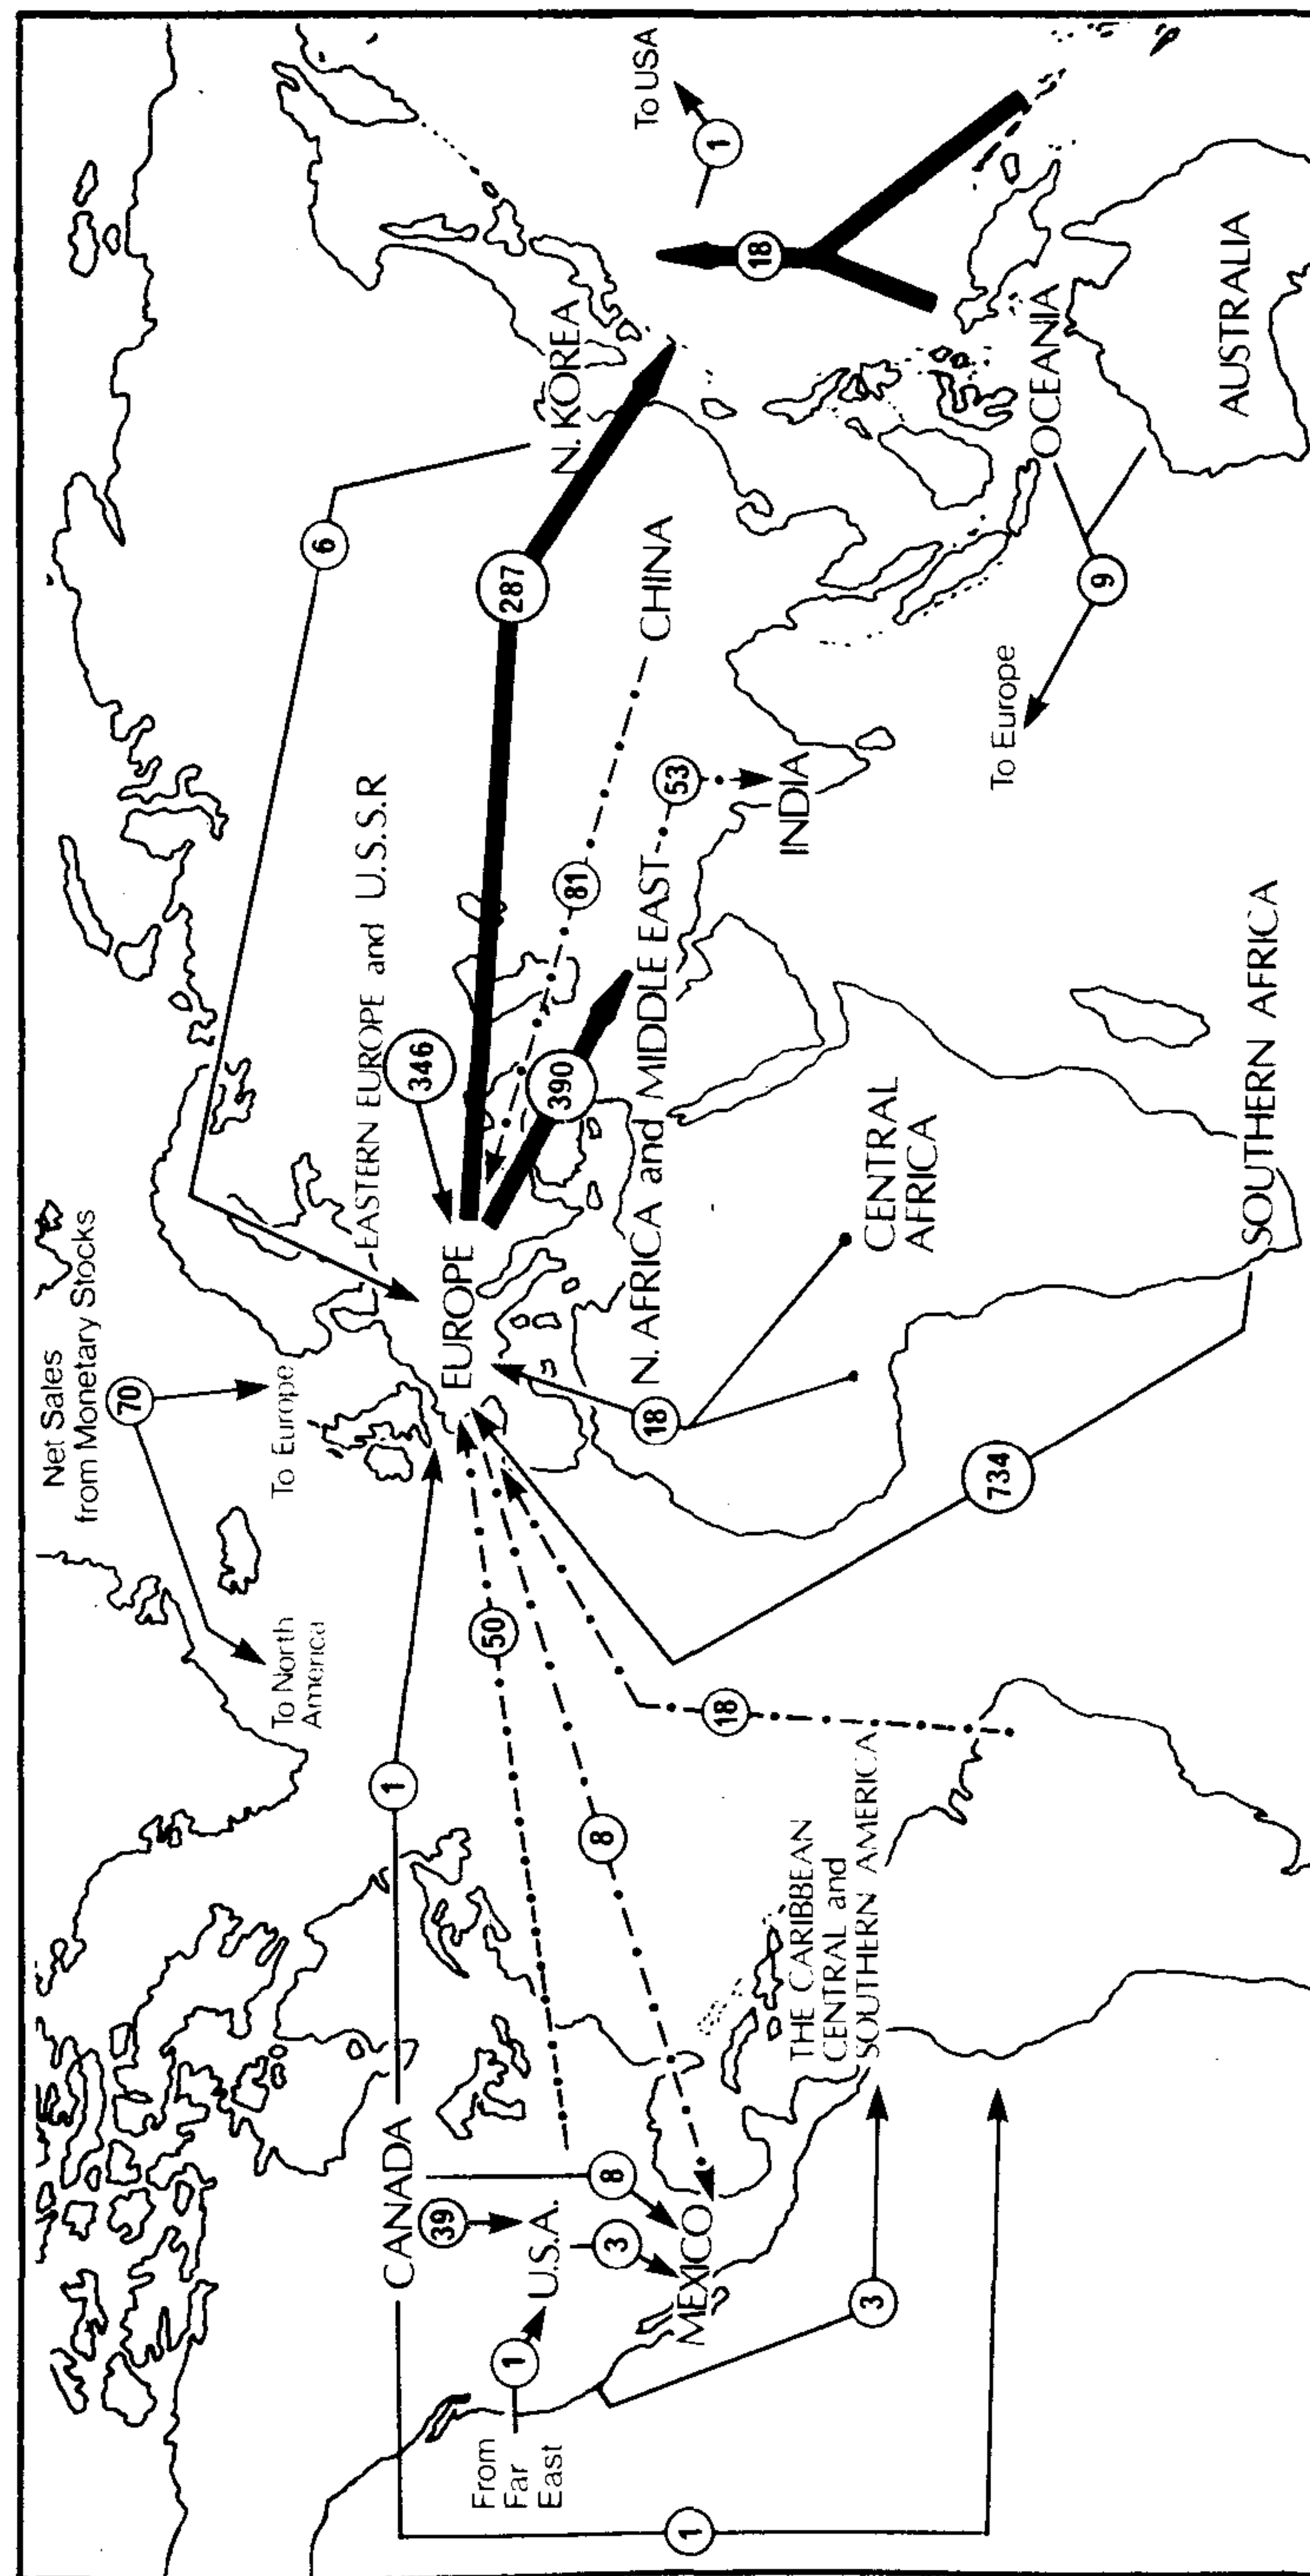 Net Sales
from Monetary Stocks
70
To North
America
To Europe
CANADA
1
39
U.S.A.
8
3
MEXICO
From
Far
East
1
1
3
50
8
18
THE CARIBBEAN
CENTRAL and
SOUTHERN AMERICA
EUROPE
EASTERN EUROPE and U.S.S.R
346
6
N. KOREA
287
81
CHINA
390
N. AFRICA and MIDDLE EAST
53
INDIA
18
CENTRAL
AFRICA
734
SOUTHERN AFRICA
To USA
1
18
OCEANIA
AUSTRALIA
9
To Europe